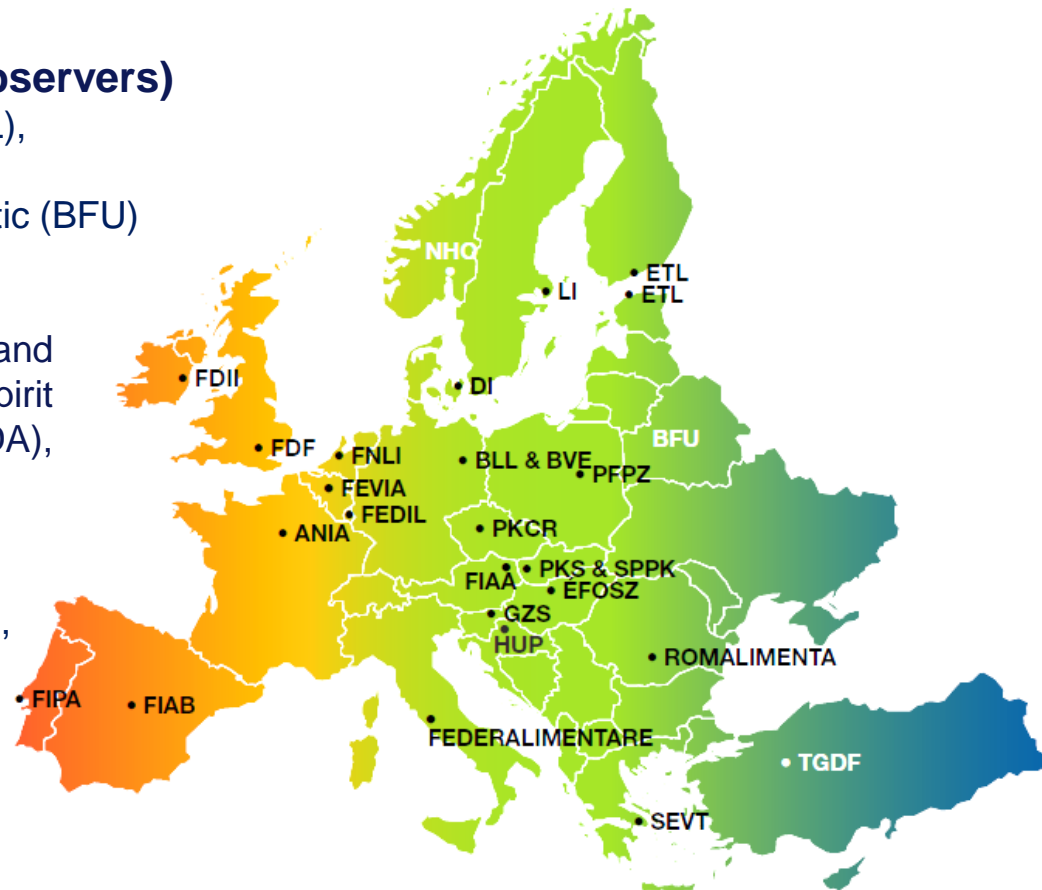 bservers)
),
tic (BFU)
and
pirit
DA),
,
NHO
ETL
ETL
LI
FDII
DI
BFU
FDF
FNLI
BLL & BVE
PFPZ
FEVIA
FEDIL
ANIA
PKCR
FIAA
PKS & SPPK
ÉFOSZ
GZS
HUP
ROMALIMENTA
FIPA
FIAB
FEDERALIMENTARE
TGDF
SEVT